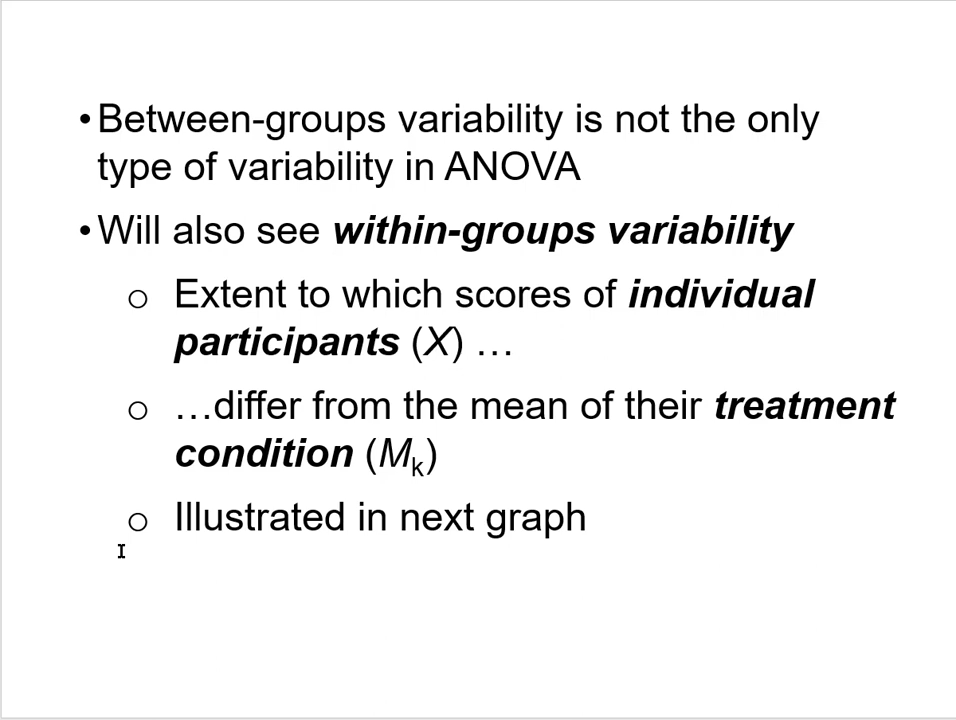 •Between-groups variability is not the only
type of variability in ANOVA
•Will also see within-groups variability
o Extent to which scores of individual
participants (X) …
o …differ from the mean of their treatment
condition (Mk)
o Illustrated in next graph